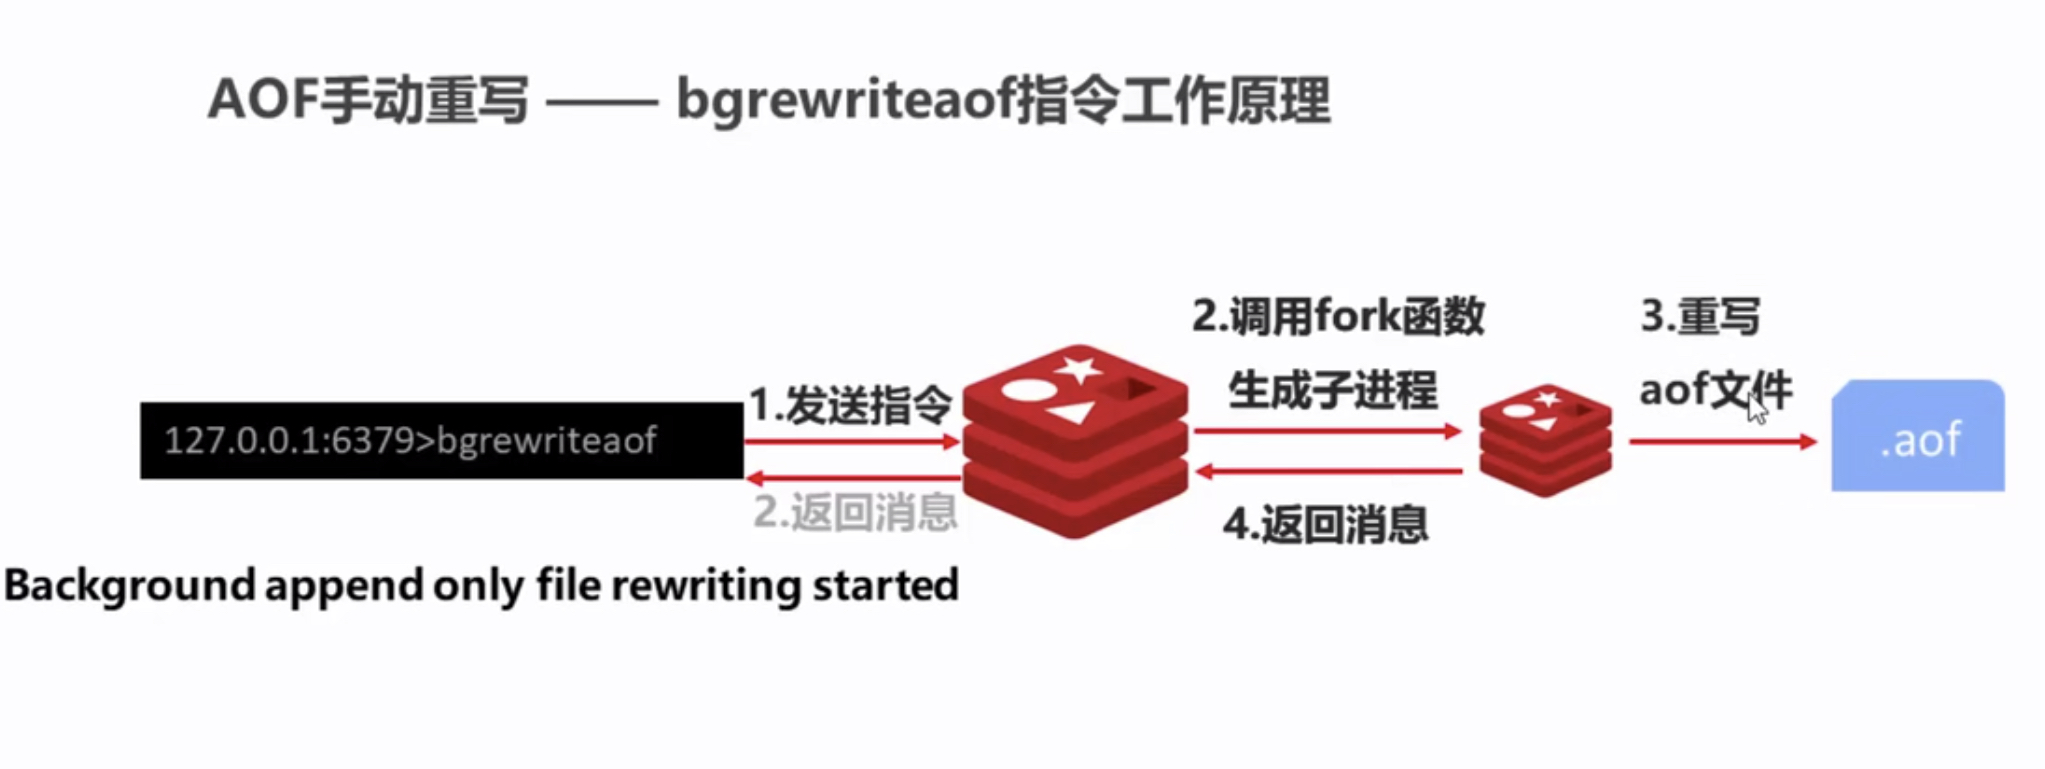 AOF手动重写 —— bgrewriteaof指令工作原理
2.调用fork函数
生成子进程
3.重写
aof文件
1.发送指令
127.0.0.1:6379>bgrewriteaof
.aof
2.返回消息
4.返回消息
Background append only file rewriting started